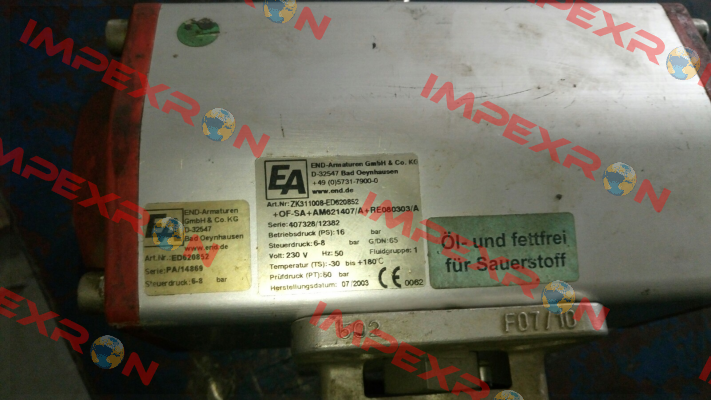 EA
END-Armaturen
GmbH & Co. KG
D-32547
Bad Oeynhausen
www.end.de
Art.Nr.: ED620852
Serie: PA/14869
Steuerdruck: 6-8 bar
EA
END-Armaturen GmbH & Co. KG
D-32547 Bad Oeynhausen
+49 (0)5731-7900-0
www.end.de
Art.Nr: ZK311008-ED620852
+OF-SA+AM621407/A+RE080303/A
Serie: 407328/12382
Betriebsdruck (PS): 16 bar
Steuerdruck: 6-8 bar G/DN: 65
Volt: 230 V Hz: 50 Fluidgruppe: 1
Temperatur (TS): -30 bis +180°C
Prüfdruck (PT): 50 bar
Herstellungsdatum: 07/2003 CE 0062
Öl- und fettfrei
für Sauerstoff
F07/10
IMPEXRON
IMPEXRON
IMPEXRON
IMPEXRON
IMPEXRON